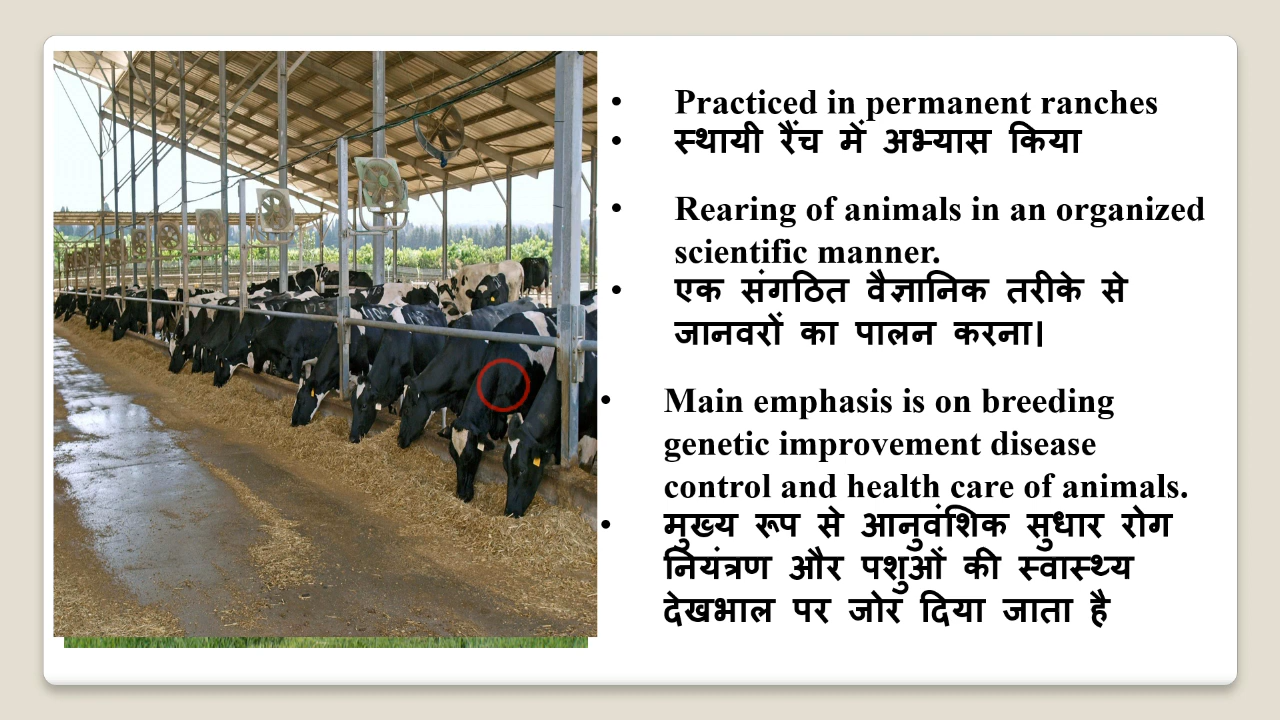 • Practiced in permanent ranches
• स्थायी रैंच में अभ्यास किया
• Rearing of animals in an organized
scientific manner.
• एक संगठित वैज्ञानिक तरीके से
जानवरों का पालन करना।
• Main emphasis is on breeding
genetic improvement disease
control and health care of animals.
• मुख्य रूप से आनुवंशिक सुधार रोग
नियंत्रण और पशुओं की स्वास्थ्य
देखभाल पर जोर दिया जाता है